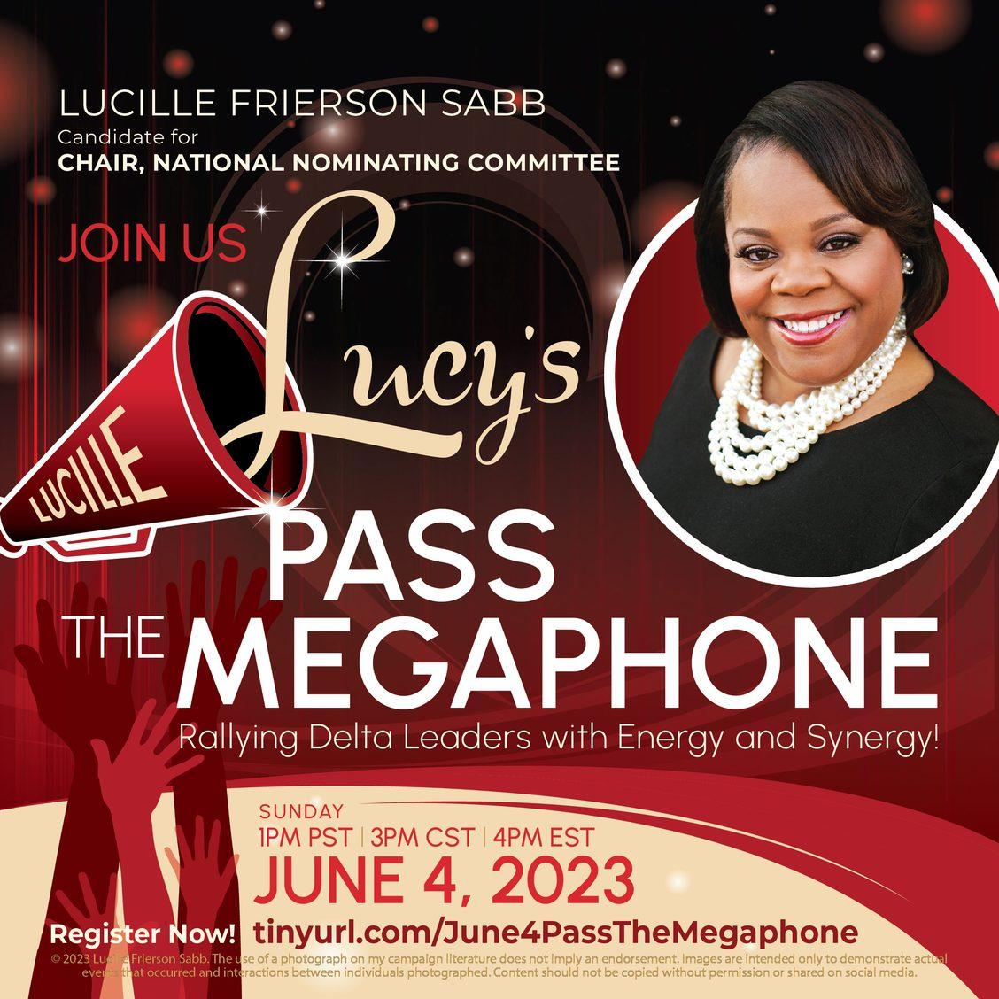 LUCILLE FRIERSON SABB
Candidate for
CHAIR, NATIONAL NOMINATING COMMITTEE
JOIN US
Lucy's
LUCILLE
PASS
THE MEGAPHONE
Rallying Delta Leaders with Energy and Synergy!
SUNDAY
1PM PST | 3PM CST | 4PM EST
JUNE 4, 2023
Register Now! tinyurl.com/June4PassTheMegaphone
© 2023 Lucille Frierson Sabb. The use of a photograph on my campaign literature does not imply an endorsement. Images are intended only to demonstrate actual
events that occurred and interactions between individuals photographed. Content should not be copied without permission or shared on social media.